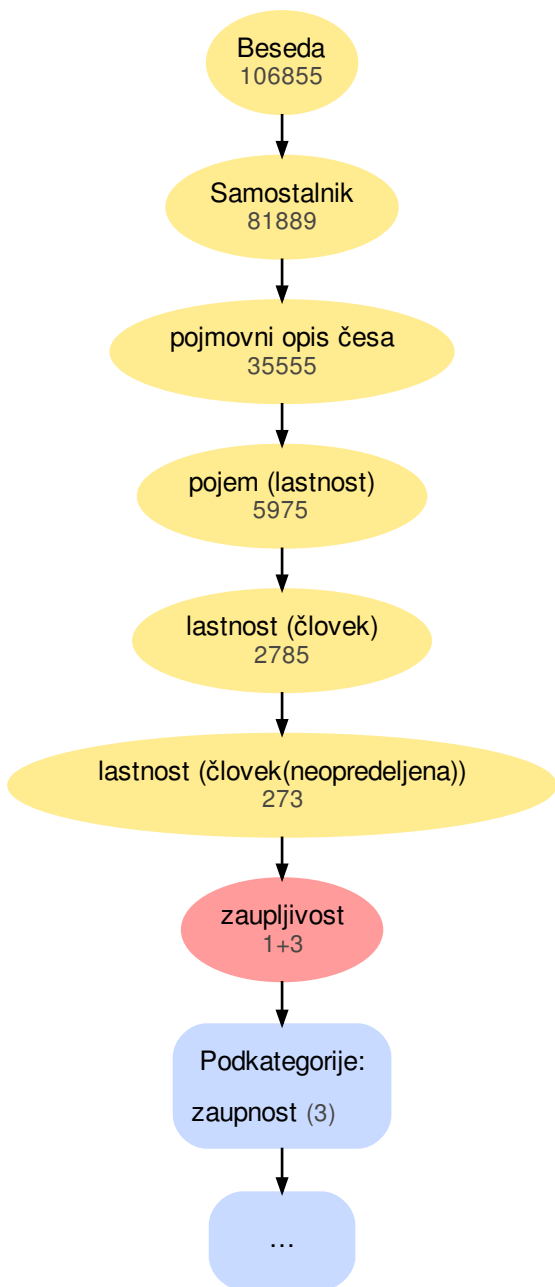 Beseda
106855
Samostalnik
81889
pojmovni opis česa
35555
pojem (lastnost)
5975
lastnost (človek)
2785
lastnost (človek(neopredeljena))
273
zaupljivost
1+3
Podkategorije:
zaupnost (3)
...